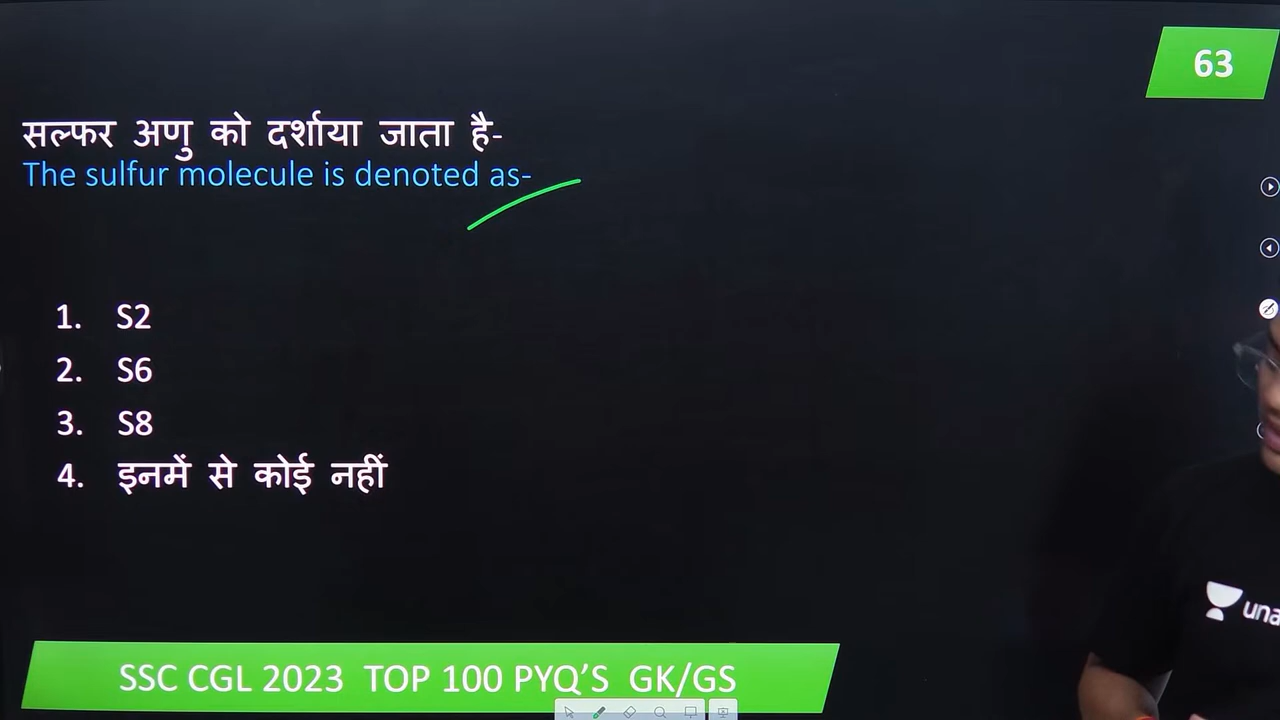 63
सल्फर अणु को दर्शाया जाता है-
The sulfur molecule is denoted as-
1. S2
2. S6
3. S8
4. इनमें से कोई नहीं
una
SSC CGL 2023 TOP 100 PYQ'S GK/GS